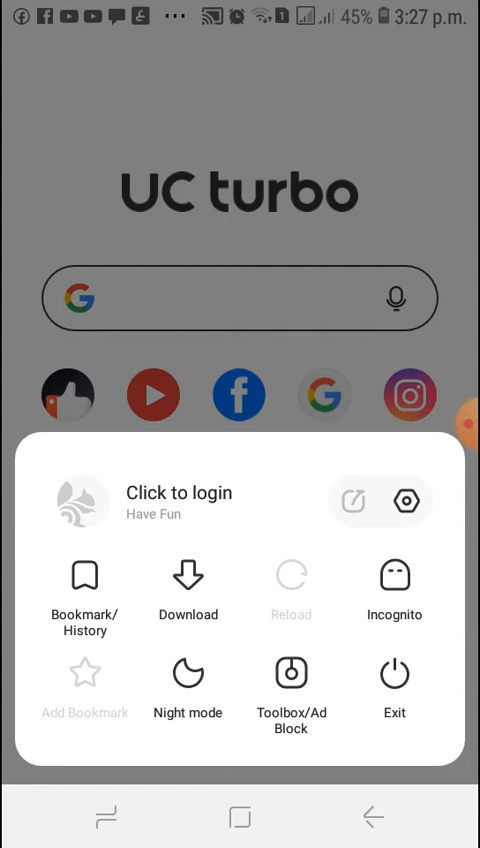 45% 3:27 p.m.
UC turbo
Click to login
Have Fun
Bookmark/
History
Download
Reload
Incognito
Add Bookmark
Night mode
Toolbox/Ad
Block
Exit